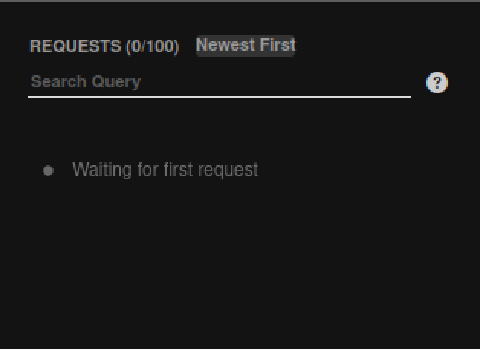 REQUESTS (0/100) Newest First
Search Query ?
Waiting for first request